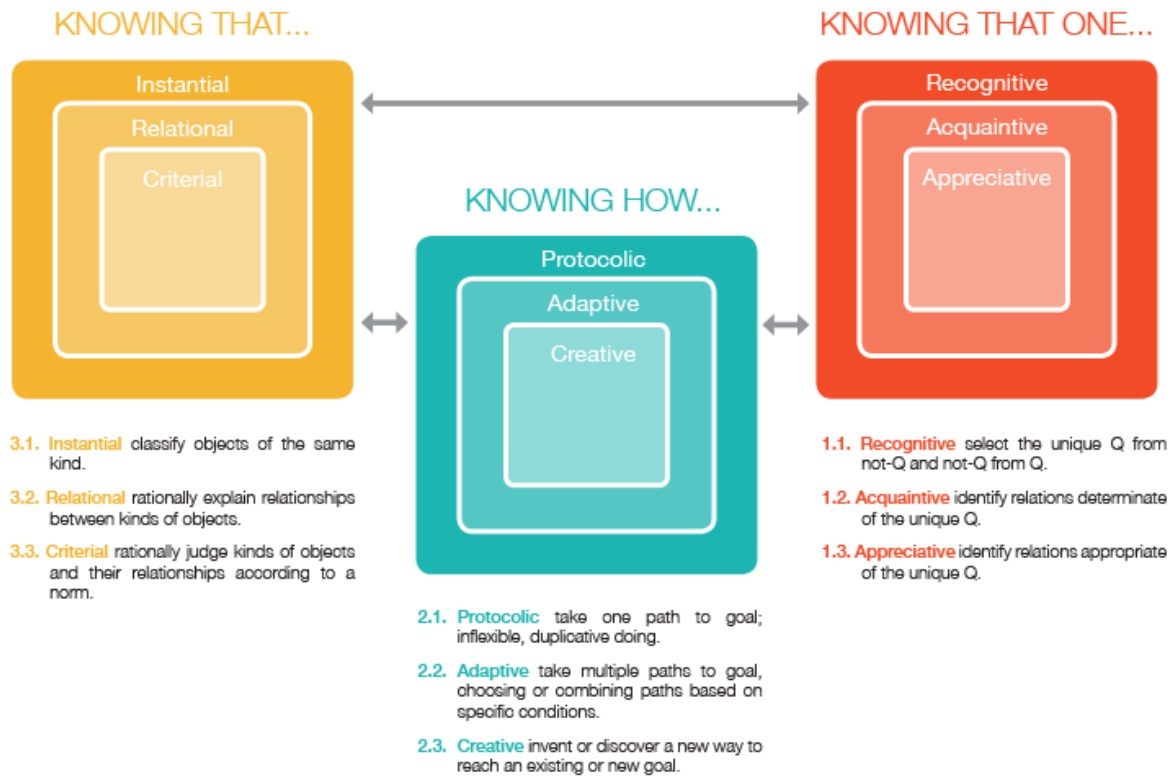 KNOWING THAT...
Instantial
Relational
Criterial
3.1. Instantial classify objects of the same
kind.
3.2. Relational rationally explain relationships
between kinds of objects.
3.3. Criterial rationally judge kinds of objects
and their relationships according to a
norm.
KNOWING HOW...
Protocolic
Adaptive
Creative
2.1. Protocolic take one path to goal;
inflexible, duplicative doing.
2.2. Adaptive take multiple paths to goal,
choosing or combining paths based on
specific conditions.
2.3. Creative invent or discover a new way to
reach an existing or new goal.
KNOWING THAT ONE...
Recognitive
Acquaintive
Appreciative
1.1. Recognitive select the unique Q from
not-Q and not-Q from Q.
1.2. Acquaintive identify relations determinate
of the unique Q.
1.3. Appreciative identify relations appropriate
of the unique Q.